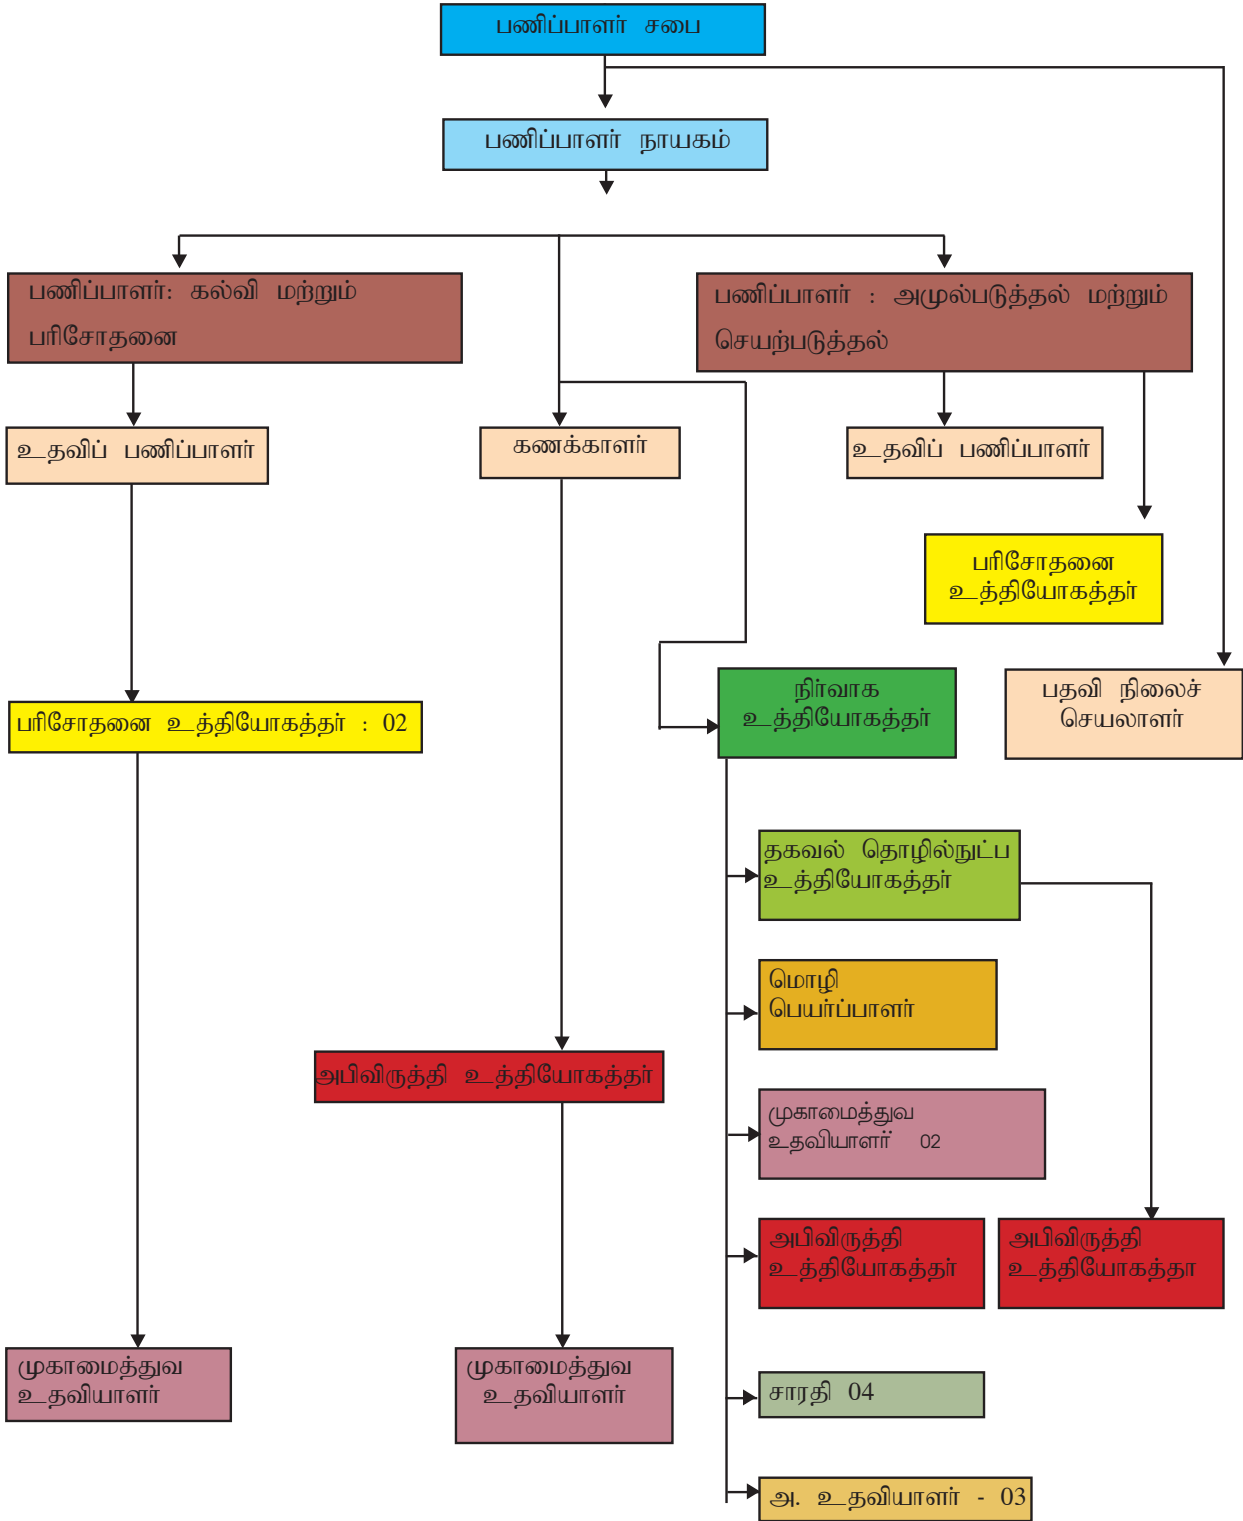 பணிப்பாளர் சபை
பணிப்பாளர் நாயகம்
பணிப்பாளர்: கல்வி மற்றும்
பரிசோதனை
பணிப்பாளர் : அமுல்படுத்தல் மற்றும்
செயற்படுத்தல்
உதவிப் பணிப்பாளர்
கணக்காளர்
உதவிப் பணிப்பாளர்
பரிசோதனை
உத்தியோகத்தர்
நிர்வாக
உத்தியோகத்தர்
பதவி நிலைச்
செயலாளர்
பரிசோதனை உத்தியோகத்தர் : 02
தகவல் தொழில்நுட்ப
உத்தியோகத்தர்
மொழி
பெயர்ப்பாளர்
அபிவிருத்தி உத்தியோகத்தர்
முகாமைத்துவ
உதவியாளர் 02
அபிவிருத்தி
உத்தியோகத்தர்
அபிவிருத்தி
உத்தியோகத்தா
முகாமைத்துவ
உதவியாளர்
முகாமைத்துவ
உதவியாளர்
சாரதி 04
அ. உதவியாளர் - 03